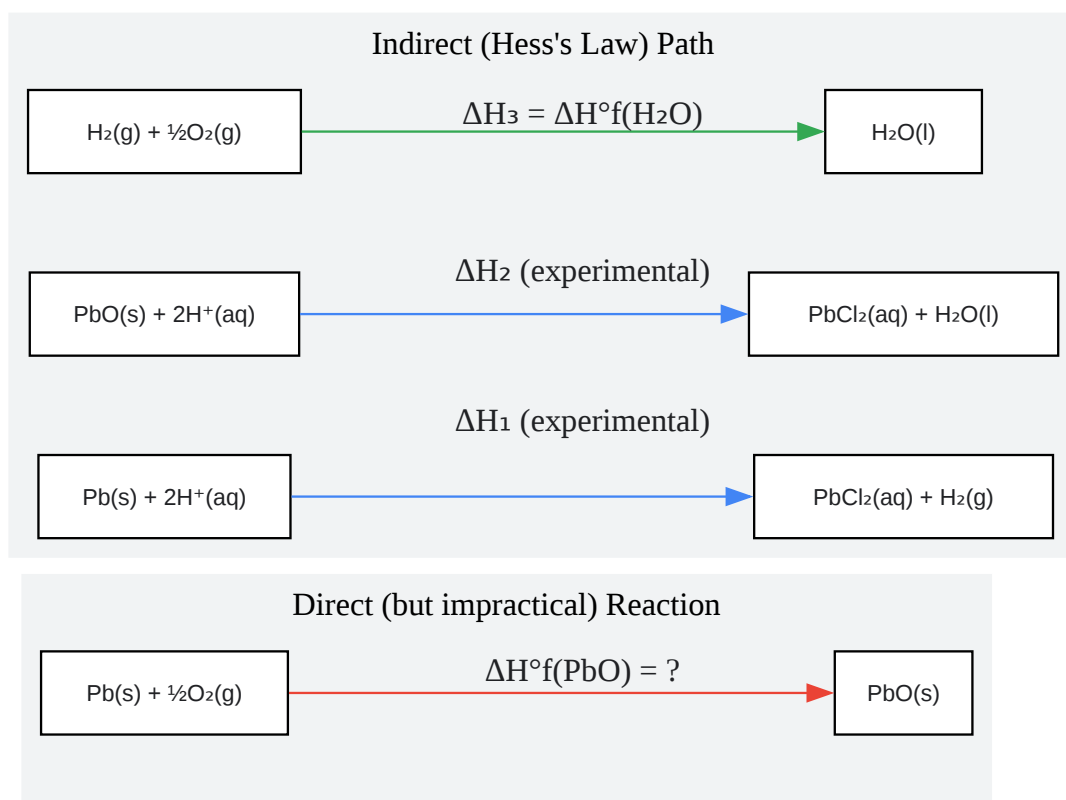 Indirect (Hess's Law) Path
H₂(g) + ½O₂(g)
ΔH₃ = ΔH°f(H₂O)
H₂O(l)
ΔH₂ (experimental)
PbO(s) + 2H⁺(aq)
PbCl₂(aq) + H₂O(l)
ΔH₁ (experimental)
Pb(s) + 2H⁺(aq)
PbCl₂(aq) + H₂(g)
Direct (but impractical) Reaction
Pb(s) + ½O₂(g)
ΔH°f(PbO) = ?
PbO(s)